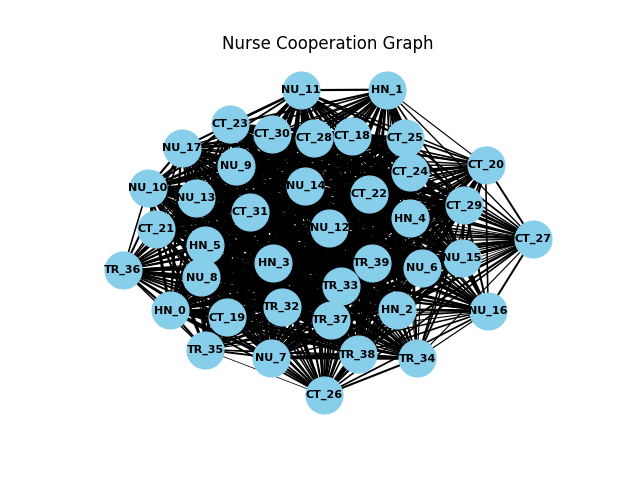 Nurse Cooperation Graph
NU_11
HN_1
CT_23
CT_30
CT_28
CT_18
CT_25
NU_17
NU_9
CT_20
CT_24
NU_10
NU_13
NU_14
CT_22
CT_29
CT_31
HN_4
CT_21
NU_12
CT_27
HN_5
TR_36
HN_3
TR_39
NU_6
NU_15
NU_8
TR_33
HN_0
CT_19
TR_32
TR_37
HN_2
NU_16
TR_35
NU_7
TR_38
TR_34
CT_26